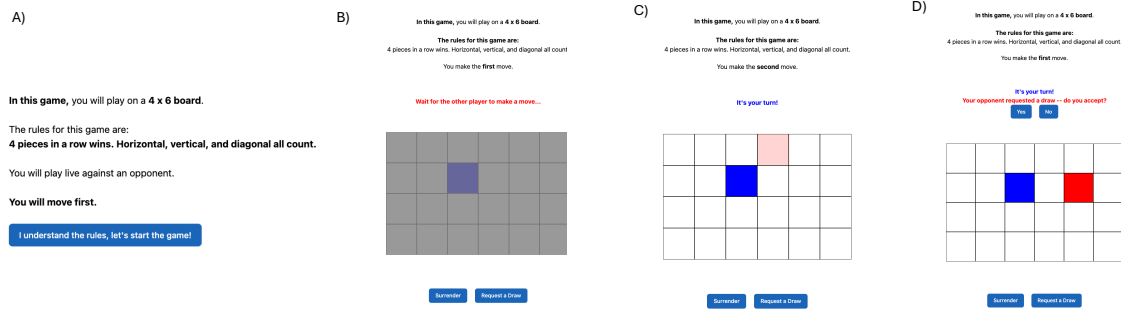 A)
In this game, you will play on a 4 x 6 board.
The rules for this game are:
4 pieces in a row wins. Horizontal, vertical, and diagonal all count.
You will play live against an opponent.
You will move first.
I understand the rules, let's start the game!
B)
In this game, you will play on a 4 x 6 board.
The rules for this game are:
4 pieces in a row wins. Horizontal, vertical, and diagonal all count
You make the first move.
Wait for the other player to make a move...
Surrender
Request a Draw
C)
In this game, you will play on a 4 x 6 board.
The rules for this game are:
4 pieces in a row wins. Horizontal, vertical, and diagonal all count.
You make the second move.
It's your turn!
Surrender
Request a Draw
D)
In this game, you will play on a 4 x 6 board.
The rules for this game are:
4 pieces in a row wins. Horizontal, vertical, and diagonal all count.
You make the first move.
It's your turn!
Your opponent requested a draw -- do you accept?
Yes
No
Surrender
Request a Draw